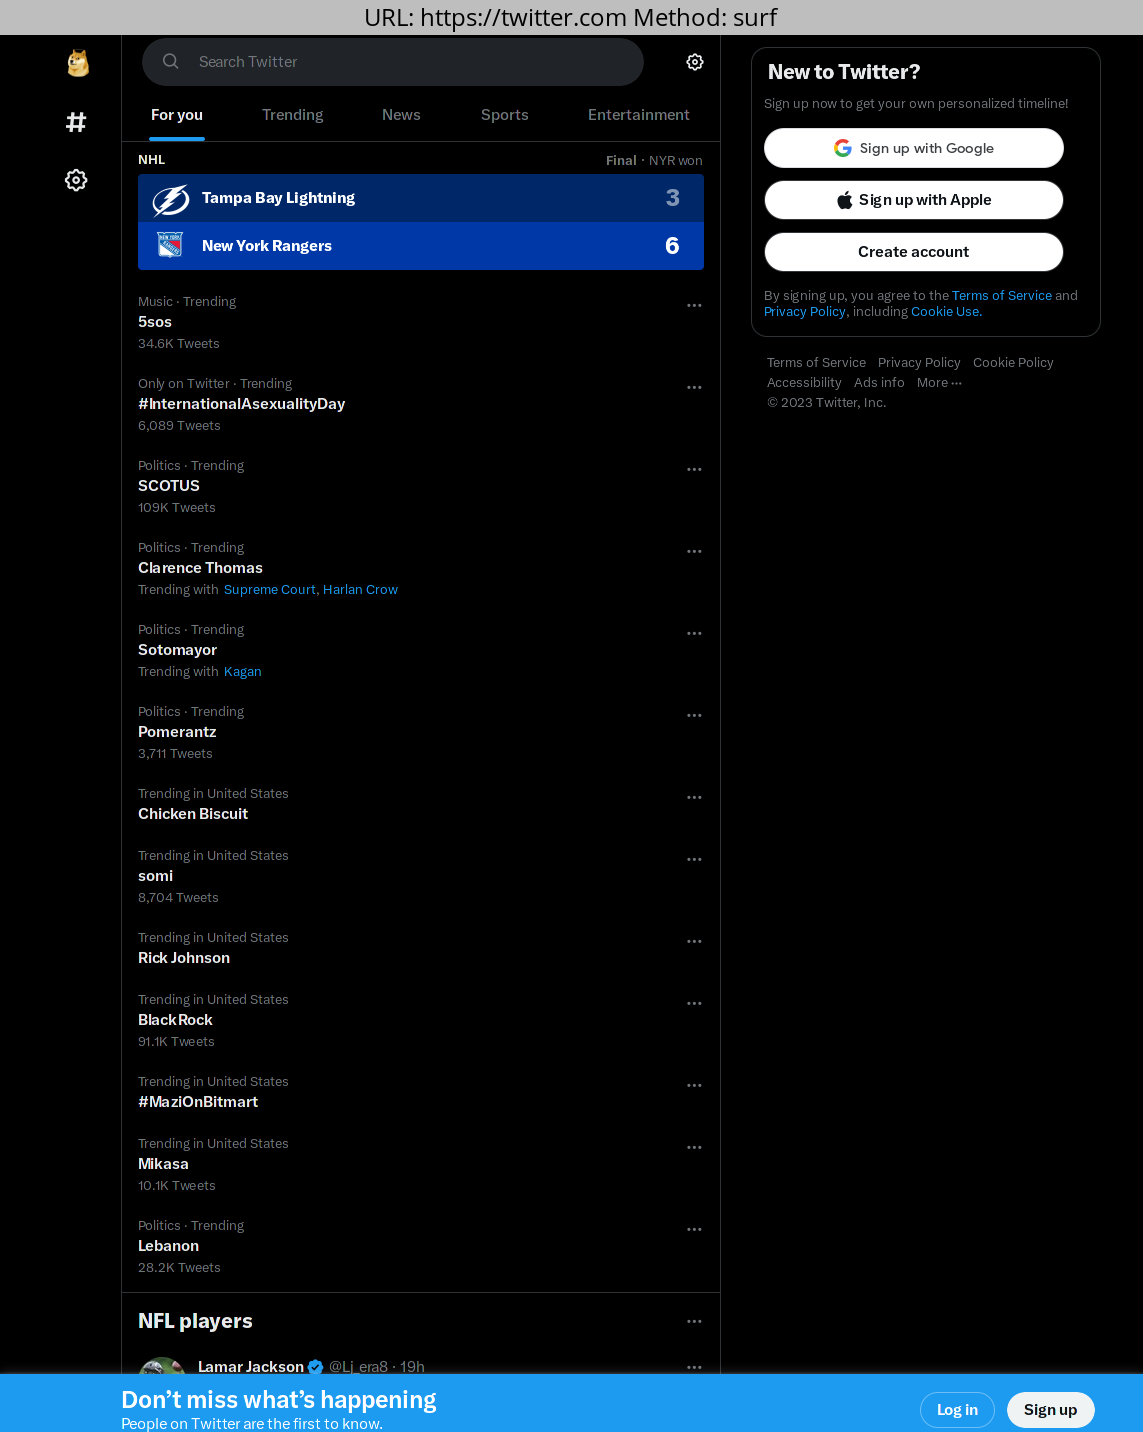 URL: https://twitter.com Method: surf
Search Twitter
For you
Trending
News
Sports
Entertainment
NHL
Final · NYR won
Tampa Bay Lightning
3
NEW YORK
New York Rangers
6
Music · Trending
5sos
34.6K Tweets
Only on Twitter · Trending
#InternationalAsexualityDay
6,089 Tweets
Politics · Trending
SCOTUS
109K Tweets
Politics · Trending
Clarence Thomas
Trending with Supreme Court, Harlan Crow
Politics · Trending
Sotomayor
Trending with Kagan
Politics · Trending
Pomerantz
3,711 Tweets
Trending in United States
Chicken Biscuit
Trending in United States
somi
8,704 Tweets
Trending in United States
Rick Johnson
Trending in United States
BlackRock
91.1K Tweets
Trending in United States
#MaziOnBitmart
Trending in United States
Mikasa
10.1K Tweets
Politics · Trending
Lebanon
28.2K Tweets
NFL players
Lamar Jackson @Lj_era8 · 19h
New to Twitter?
Sign up now to get your own personalized timeline!
Sign up with Google
Sign up with Apple
Create account
By signing up, you agree to the Terms of Service and
Privacy Policy, including Cookie Use.
Terms of Service Privacy Policy Cookie Policy
Accessibility Ads info More ···
© 2023 Twitter, Inc.
Don't miss what's happening
People on Twitter are the first to know.
Log in
Sign up